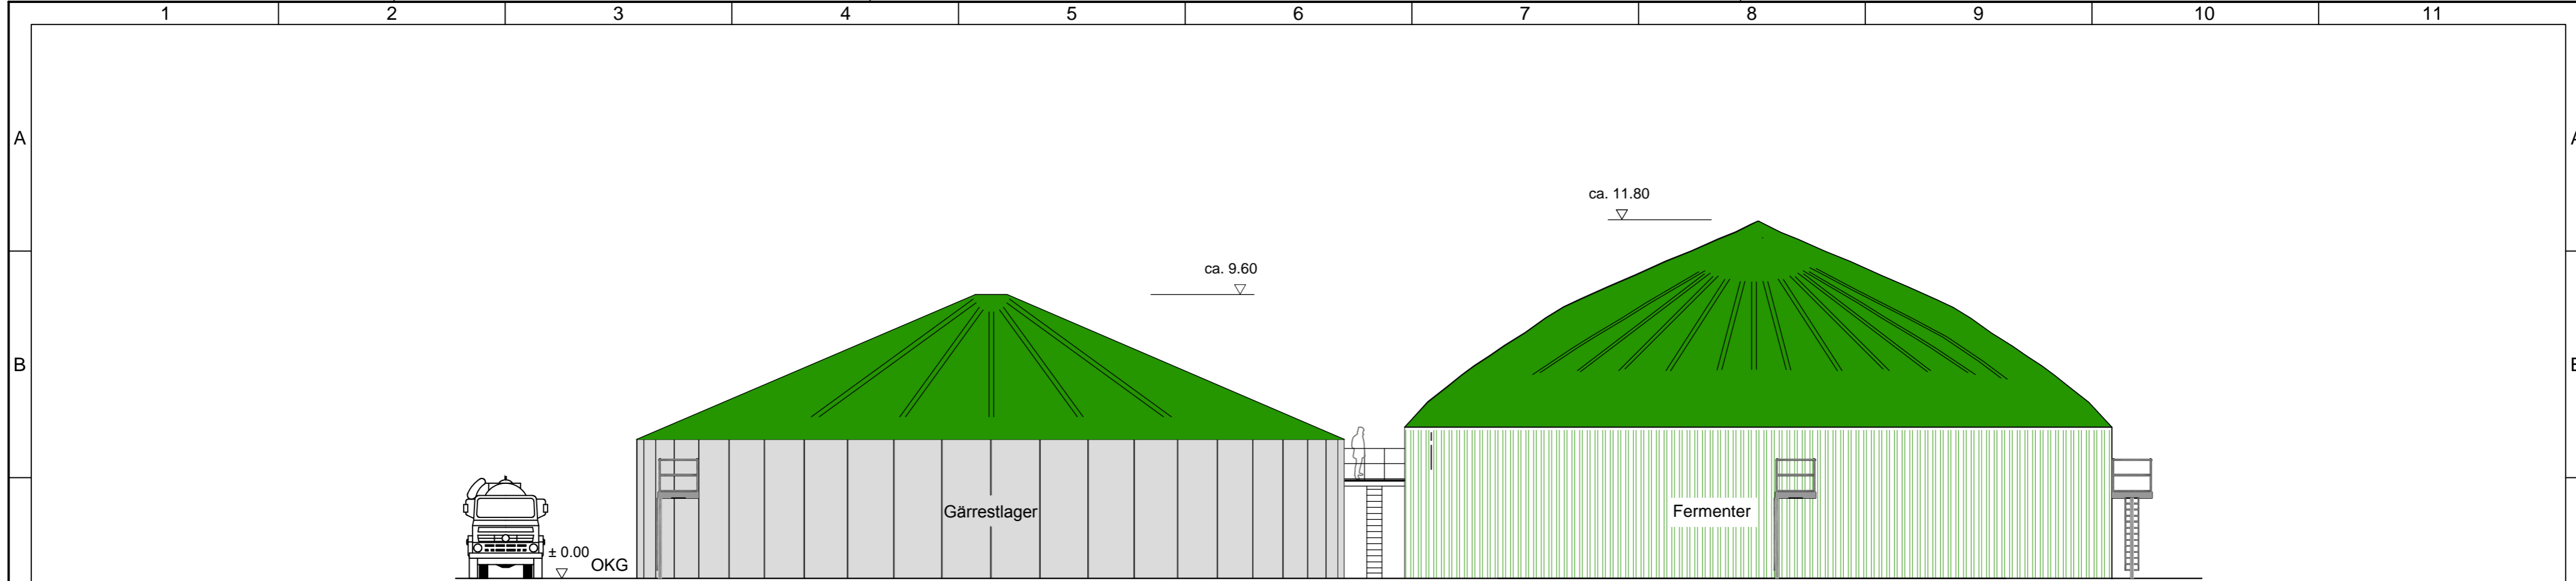 1 2 3 4 5 6 7 8 9 10 11
A A
ca. 11.80
ca. 9.60
B B
Gärrestlager
Fermenter
± 0.00 OKG